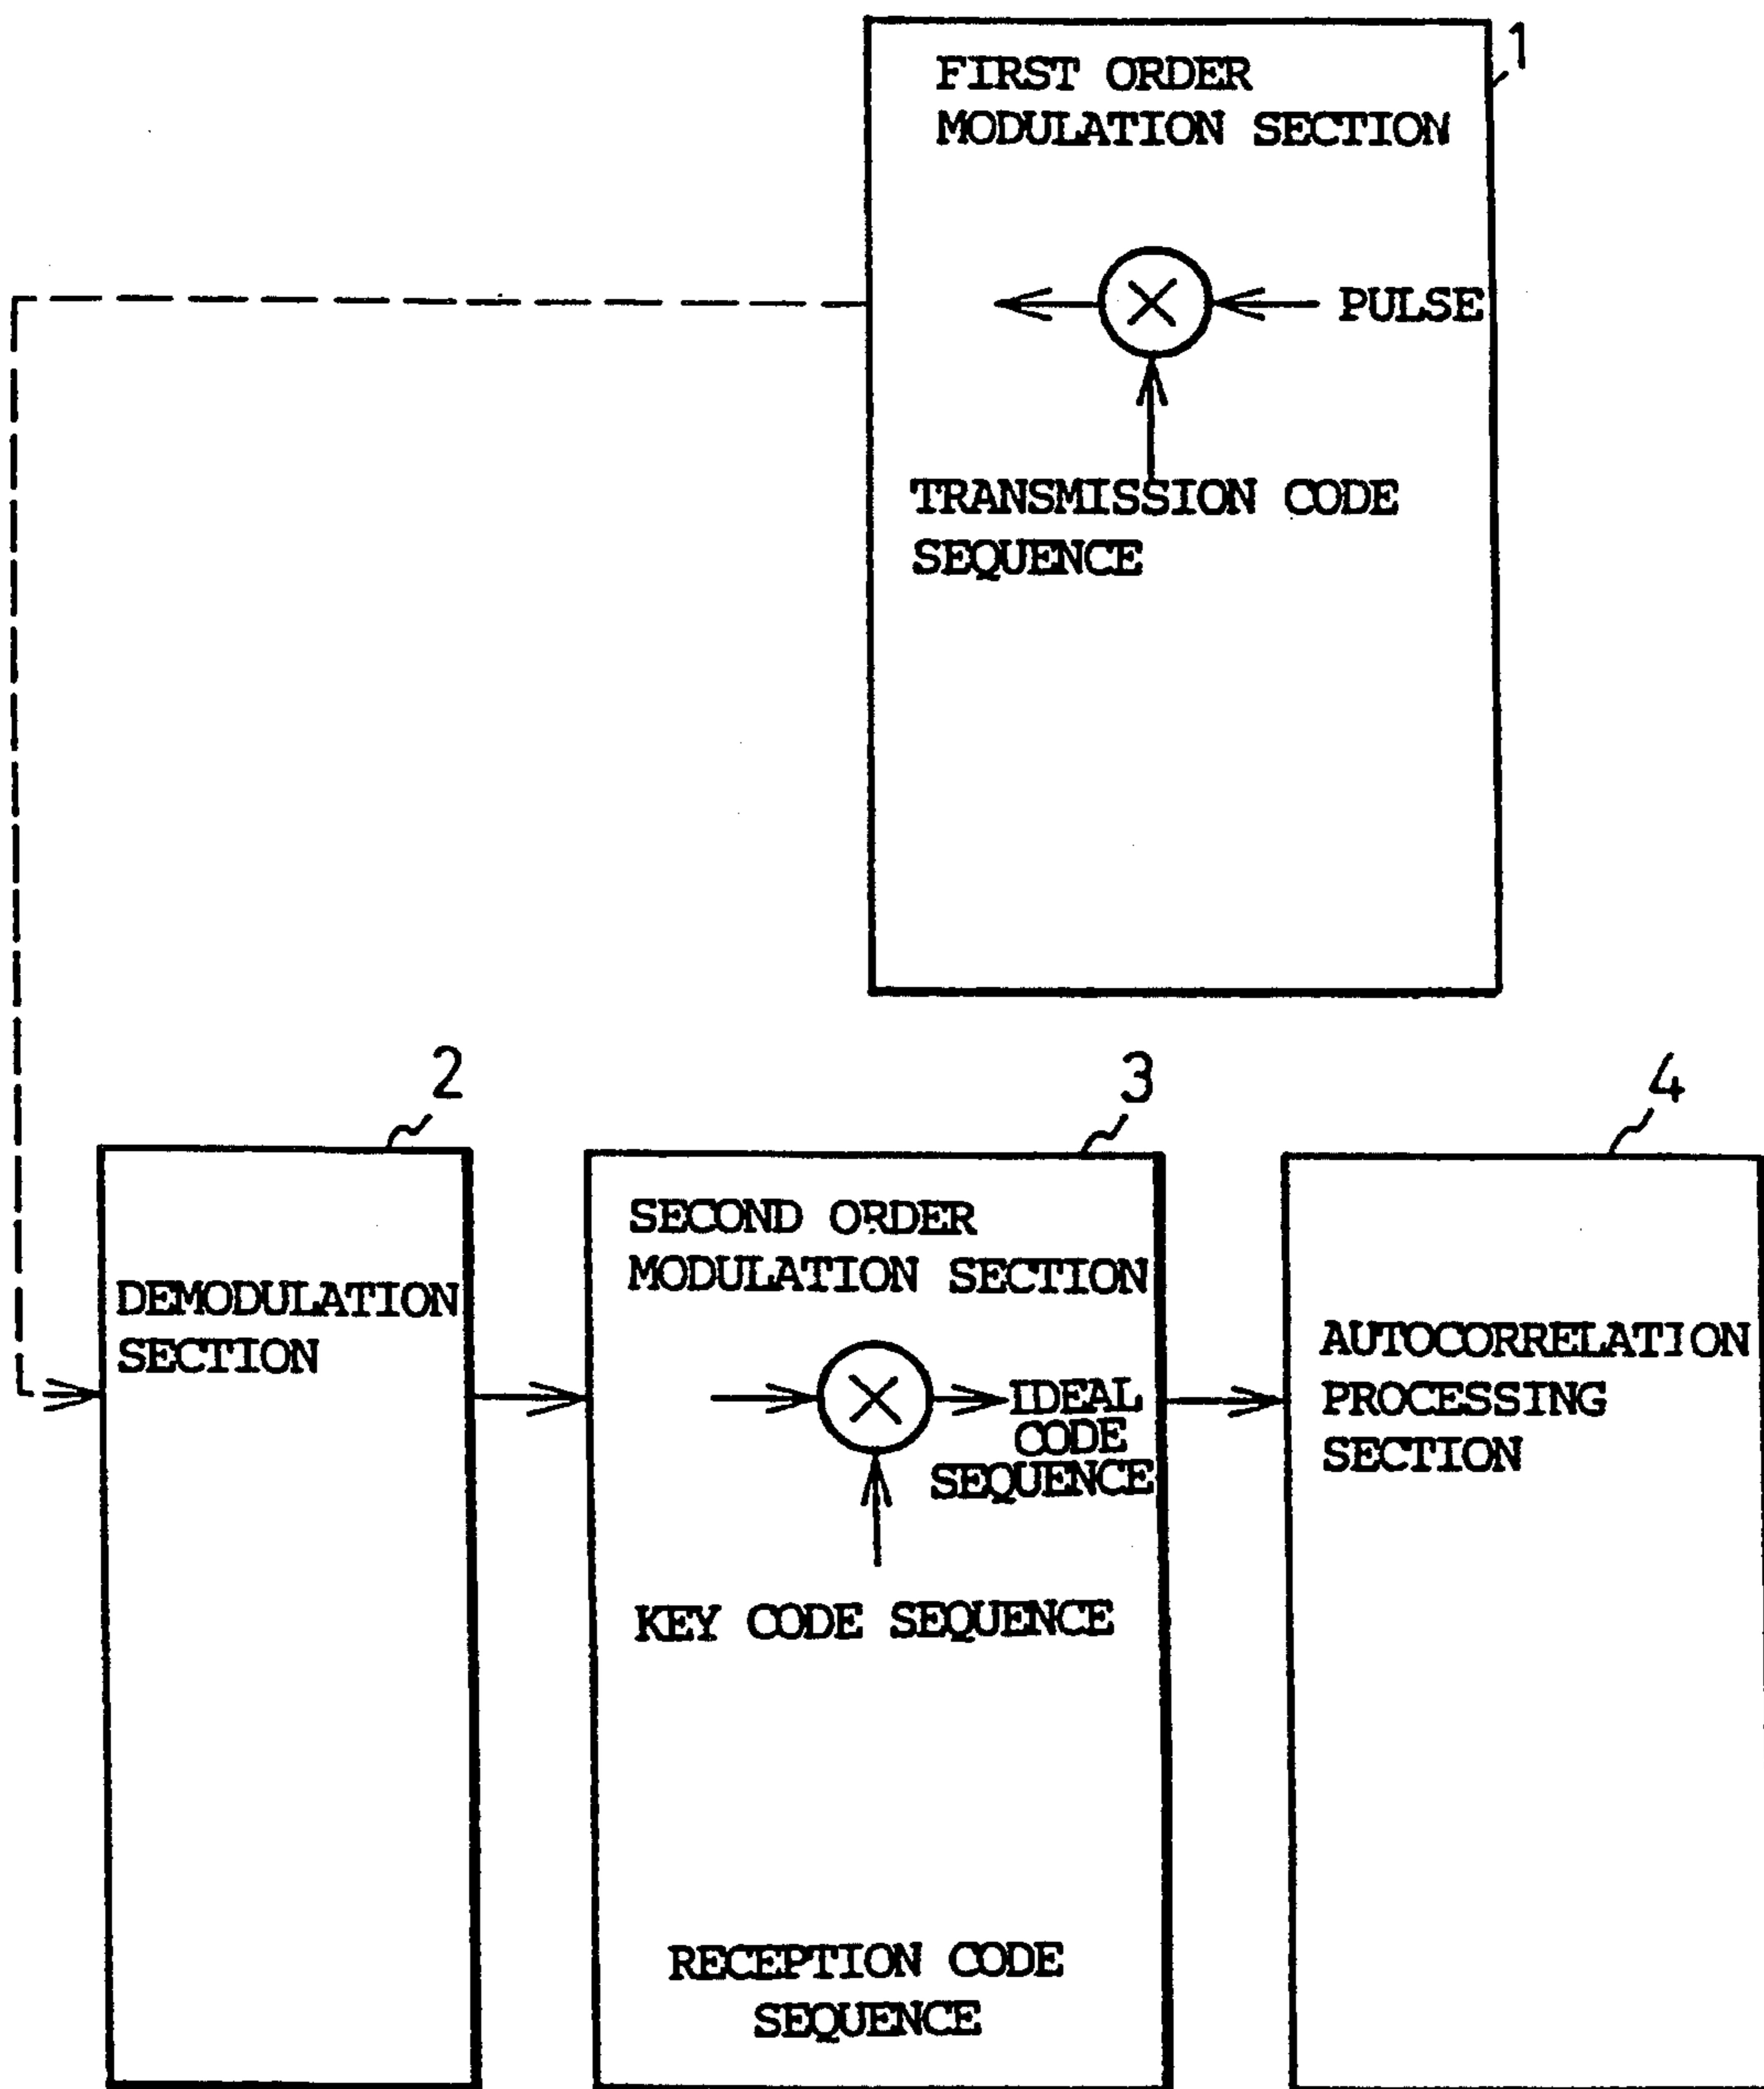 1
FIRST ORDER
MODULATION SECTION
PULSE
TRANSMISSION CODE
SEQUENCE
2
DEMODULATION
SECTION
3
SECOND ORDER
MODULATION SECTION
IDEAL
CODE
SEQUENCE
KEY CODE SEQUENCE
RECEPTION CODE
SEQUENCE
4
AUTOCORRELATION
PROCESSING
SECTION